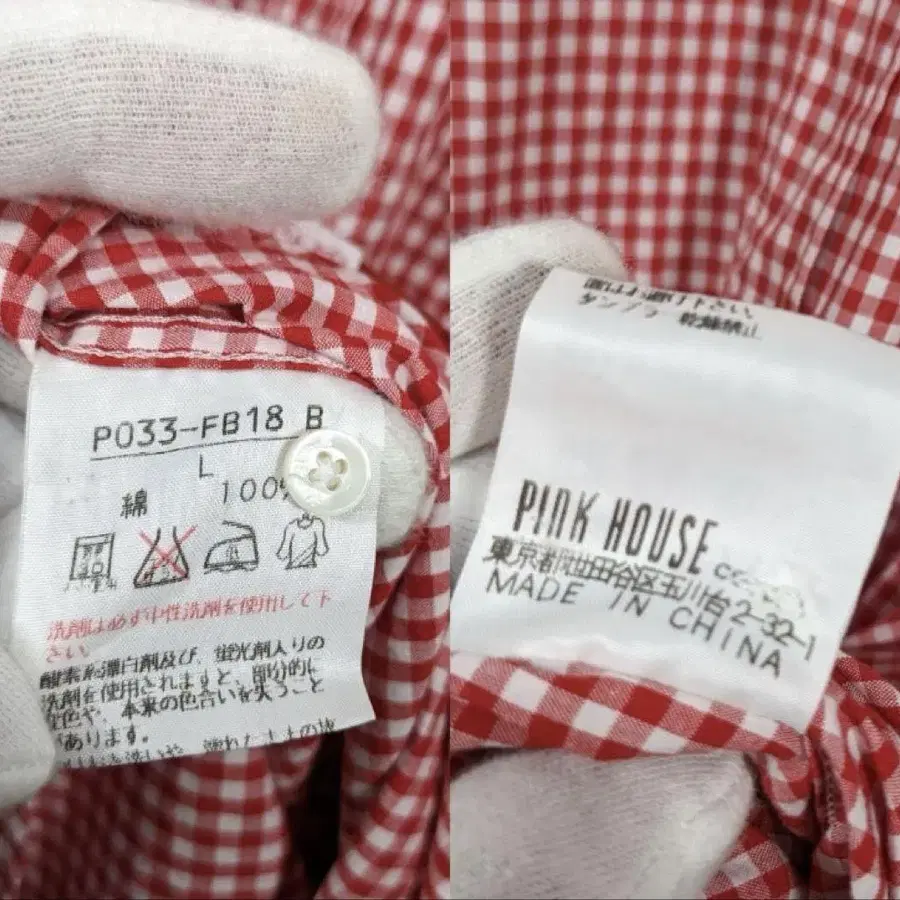 P033-FB18 B
L
綿 100%
洗剤は必ず中性洗剤を使用して下
さい。
酸素系漂白剤及び、蛍光剤入りの
洗剤を使用されますと、部分的に
変色や、本来の色合いを失うこと
があります。
タンブラー乾燥禁止
PINK HOUSE
東京都世田谷区玉川台2-32-1
MADE IN CHINA